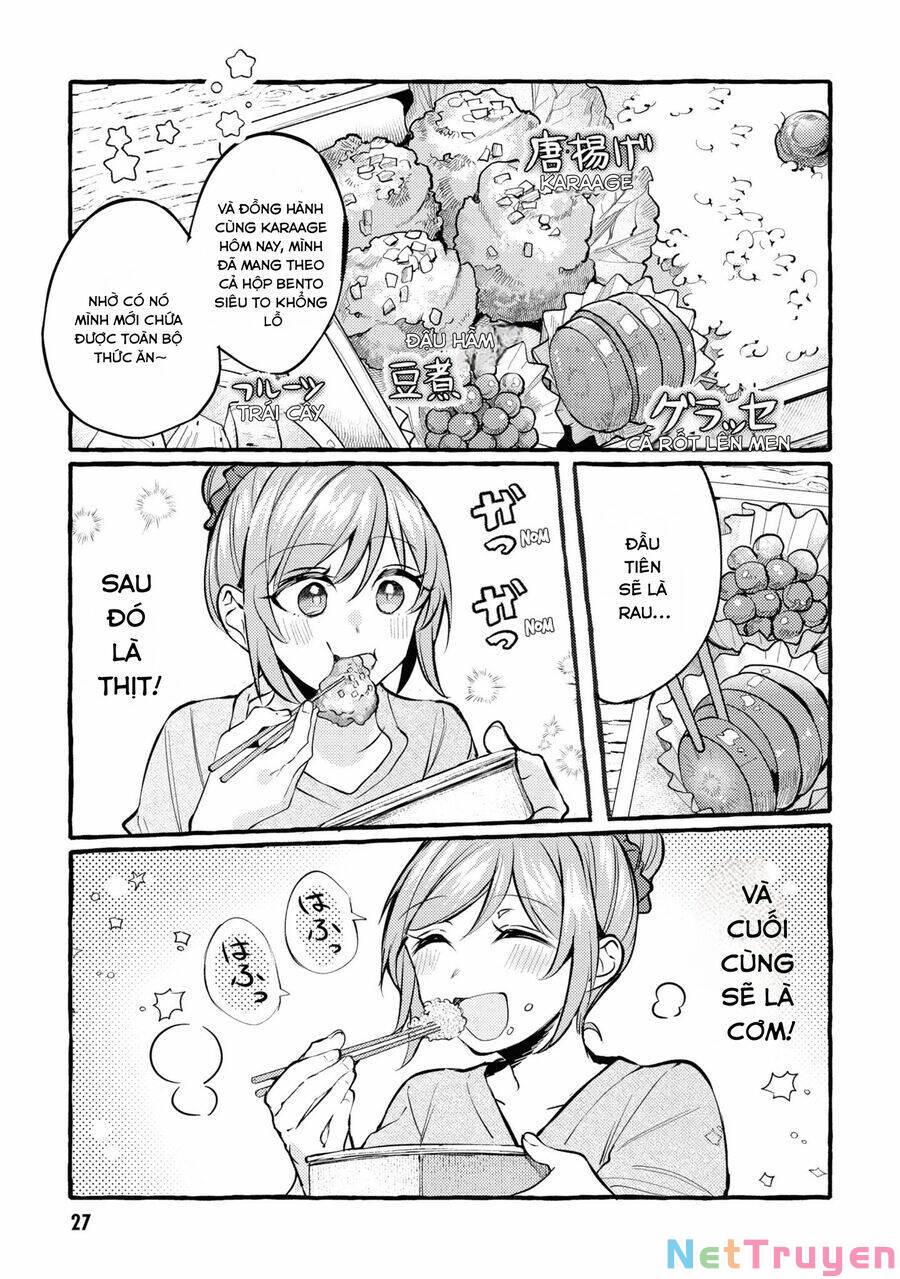 唐揚げ
KARAAGE
VÀ ĐỒNG HÀNH
CÙNG KARAAGE
HÔM NAY, MÌNH
ĐÃ MANG THEO
CẢ HỘP BENTO
SIÊU TO KHỔNG
LỒ
NHỜ CÓ NÓ
MÌNH MỚI CHỨA
ĐƯỢC TOÀN BỘ
THỨC ĂN~
ĐẬU HẦM
豆煮
フルーツ
TRÁI CÂY
グラッセ
CÀ RỐT LÊN MEN
ĐẦU
TIÊN
SẼ LÀ
RAU...
ガっ
NOM
ガっ
NOM
SAU
ĐÓ
LÀ
THỊT!
はふっ
はふっ
VÀ
CUỐI
CÙNG
SẼ LÀ
CƠM!
27
NetTruyen